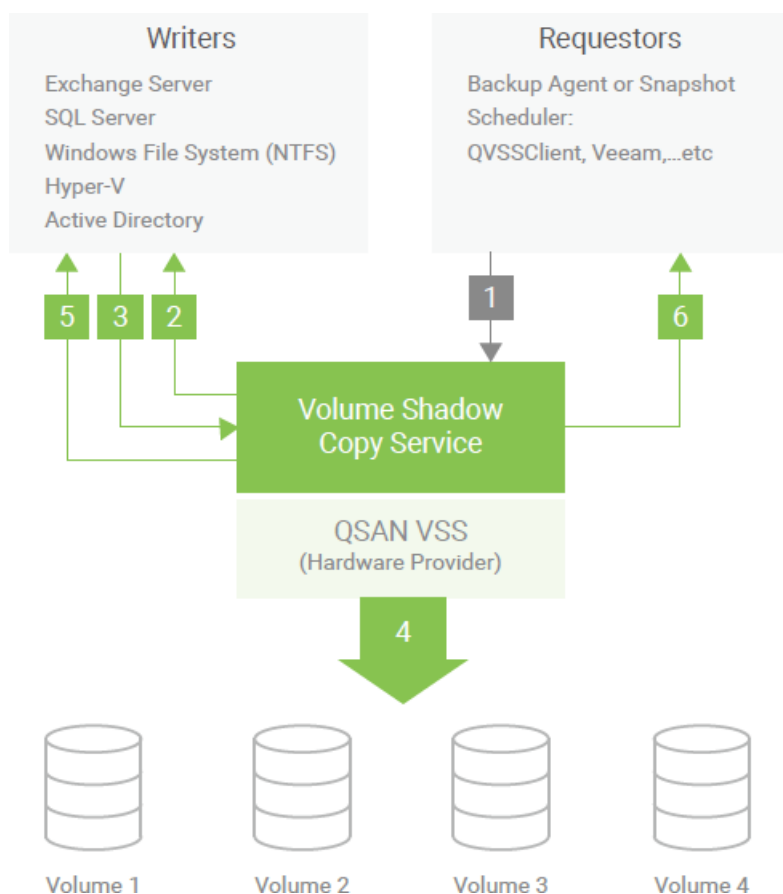 Writers
Exchange Server
SQL Server
Windows File System (NTFS)
Hyper-V
Active Directory
Requestors
Backup Agent or Snapshot
Scheduler:
QVSSClient, Veeam,...etc
5
3
2
1
6
Volume Shadow
Copy Service
QSAN VSS
(Hardware Provider)
4
Volume 1
Volume 2
Volume 3
Volume 4